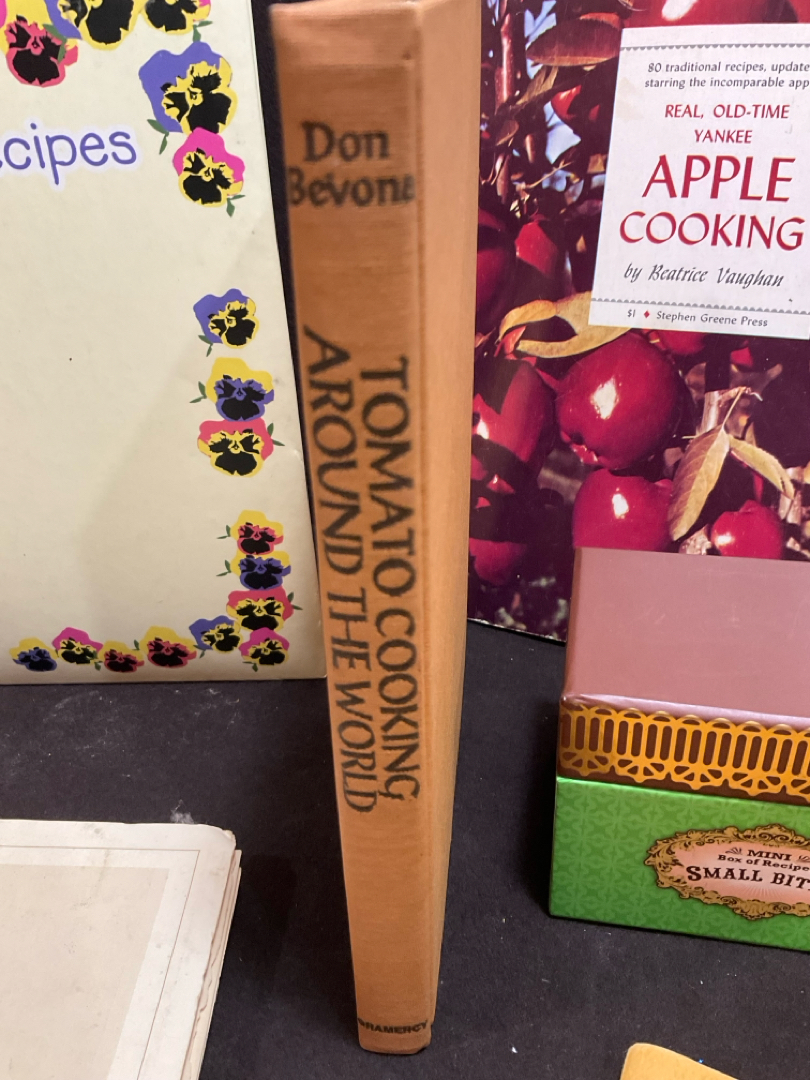 ecipes
Don
Bevona
TOMATO COOKING
AROUND THE WORLD
GRAMERCY
80 traditional recipes, update
starring the incomparable app
REAL, OLD-TIME
YANKEE
APPLE
COOKING
by Beatrice Vaughan
$1 ♦ Stephen Greene Press
MINI
Box of Recipe
SMALL BIT